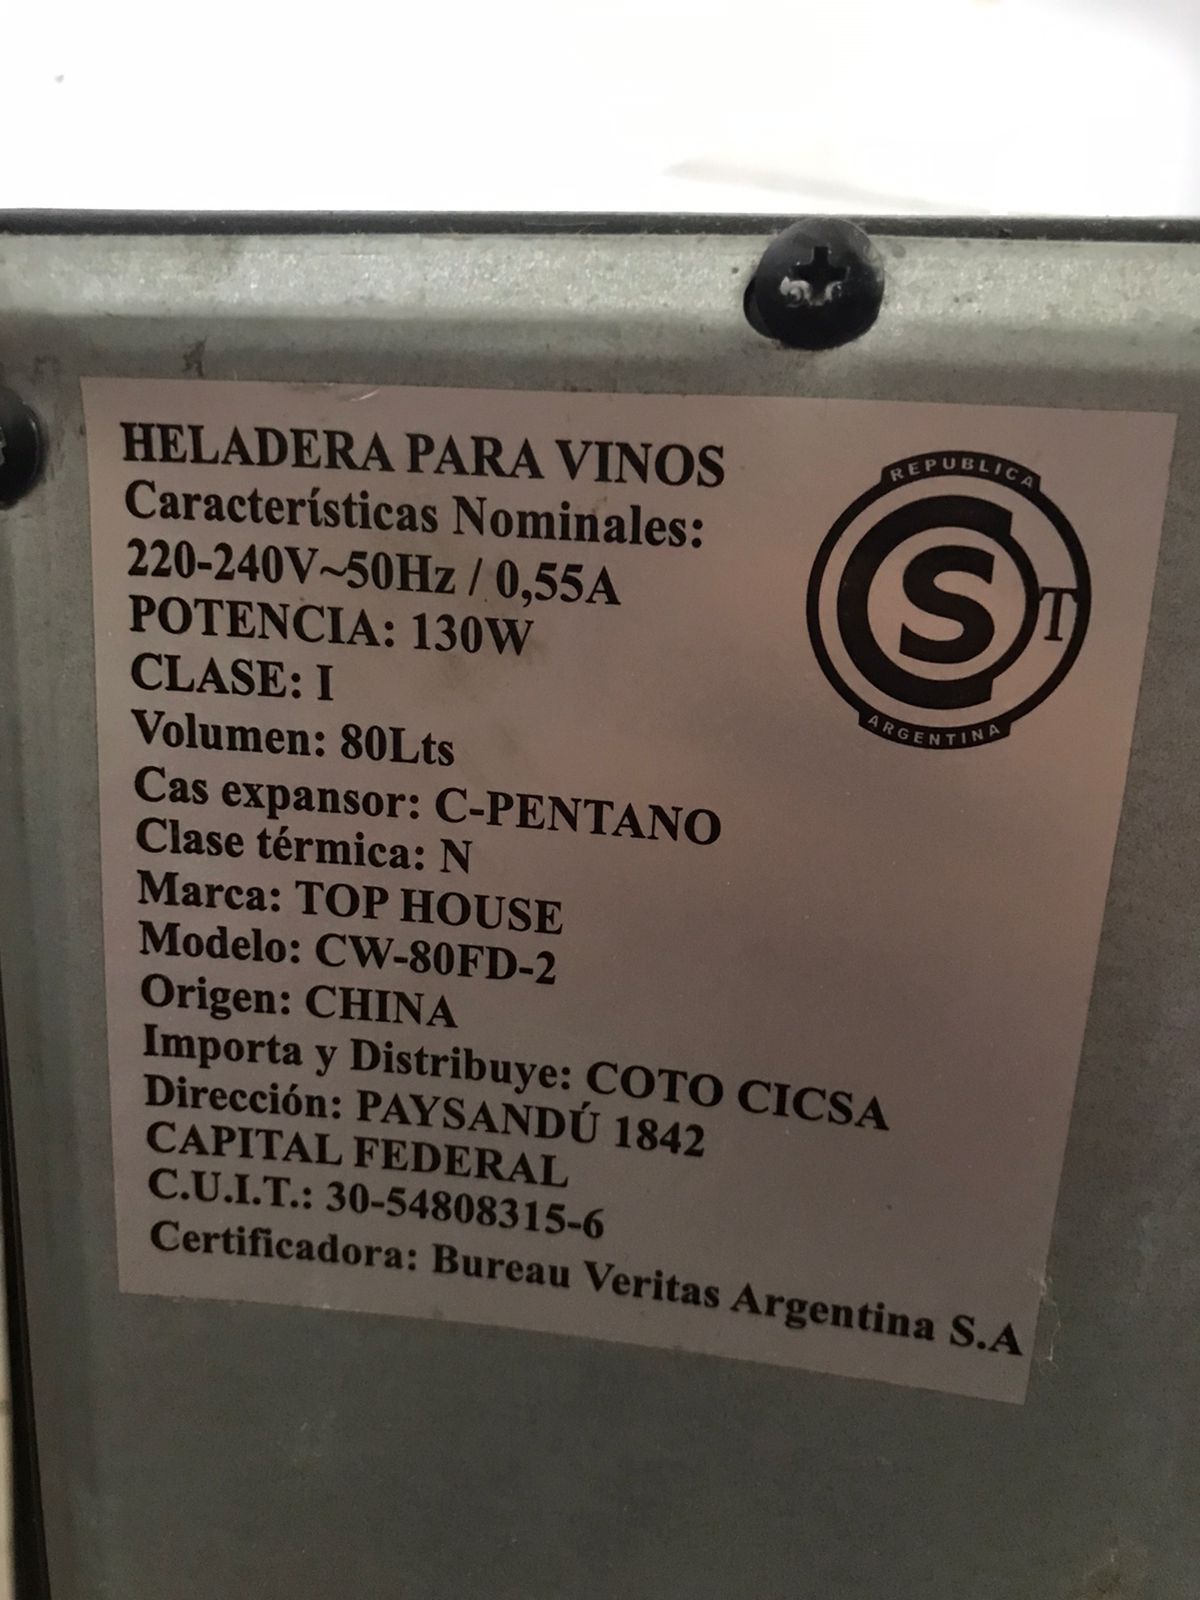 HELADERA PARA VINOS
Características Nominales:
220-240V~50Hz / 0,55A
POTENCIA: 130W
CLASE: I
Volumen: 80Lts
Cas expansor: C-PENTANO
Clase térmica: N
Marca: TOP HOUSE
Modelo: CW-80FD-2
Origen: CHINA
Importa y Distribuye: COTO CICSA
Dirección: PAYSANDÚ 1842
CAPITAL FEDERAL
C.U.I.T.: 30-54808315-6
Certificadora: Bureau Veritas Argentina S.A
REPUBLICA
S
T
ARGENTINA